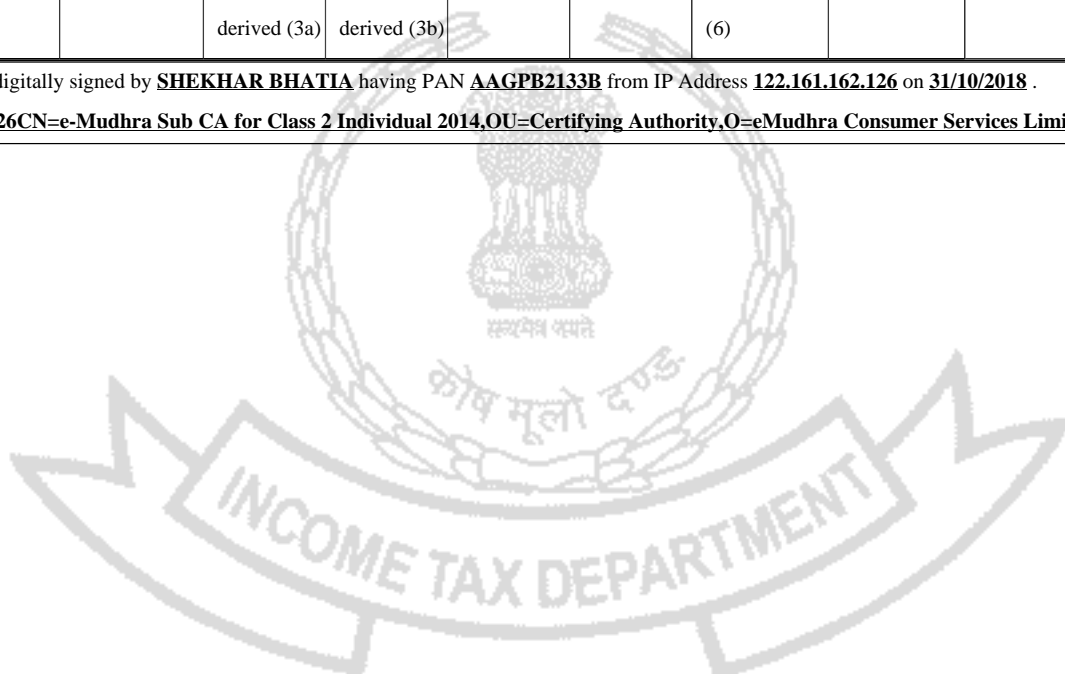 derived (3a) derived (3b) (6)
digitally signed by SHEKHAR BHATIA having PAN AAGPB2133B from IP Address 122.161.162.126 on 31/10/2018 .
26CN=e-Mudhra Sub CA for Class 2 Individual 2014,OU=Certifying Authority,O=eMudhra Consumer Services Limi
सत्यमेव जयते
कोष मूलो दण्ड:
INCOME TAX DEPARTMENT